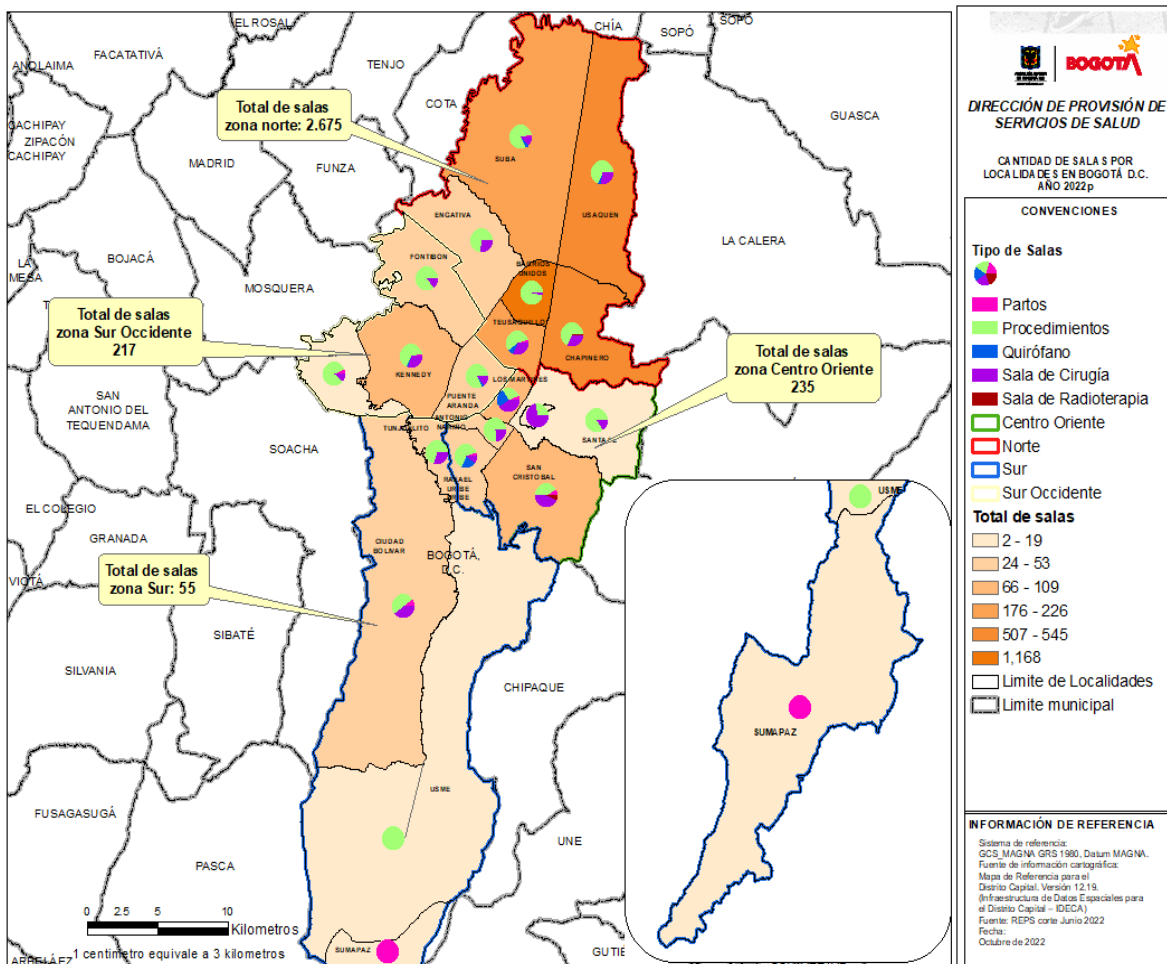 EL ROSAL
CHÍA
SOPÓ
SOPÓ
FACATATIVÁ
TENJO
ANOLAIMA
COTA
GUASCA
Total de salas
zona norte: 2.675
CACHIPAY
ZIPACÓN
CACHIPAY
MADRID
FUNZA
SUBA
USAQUEN
LA CALERA
ENGATIVA
LA
MESA
BOJACÁ
FONTIBON
BARRIOS
UNIDOS
MOSQUERA
Total de salas
zona Sur Occidente
217
TEUSAQUILLO
CHAPINERO
Total de salas
zona Centro Oriente
235
KENNEDY
LOS MARTIRES
PUENTE
ARANDA
SAN
ANTONIO DEL
TEQUENDAMA
ANTONIO
NARIÑO
TUNJUELITO
SANTAFE
SOACHA
SAN
CRISTOBAL
RAFAEL
URIBE
URIBE
EL COLEGIO
GRANADA
CIUDAD
BOLIVAR
BOGOTÁ,
D.C.
VIOTÁ
Total de salas
zona Sur: 55
SIBATÉ
SILVANIA
CHIPAQUE
USME
SUMAPAZ
USME
FUSAGASUGÁ
UNE
PASCA
0 2.5 5 10
Kilometros
1 centimetro equivale a 3 kilometros
SUMAPAZ
ARBELÁEZ
GUTIE
BOGOTÁ
DIRECCIÓN DE PROVISIÓN DE
SERVICIOS DE SALUD
CANTIDAD DE SALAS POR
LOCALIDADES EN BOGOTÁ D.C.
AÑO 2022p
CONVENCIONES
Tipo de Salas
Partos
Procedimientos
Quirófano
Sala de Cirugía
Sala de Radioterapia
Centro Oriente
Norte
Sur
Sur Occidente
Total de salas
2 - 19
24 - 53
66 - 109
176 - 226
507 - 545
1,168
Limite de Localidades
Limite municipal
INFORMACIÓN DE REFERENCIA
Sistema de referencia:
GCS_MAGNA GRS 1980, Datum MAGNA.
Fuente de información cartográfica:
Mapa de Referencia para el
Distrito Capital. Versión 12.19.
(Infraestructura de Datos Espaciales para
el Distrito Capital – IDECA)
Fuente: REPS corte Junio 2022
Fecha:
Octubre de 2022